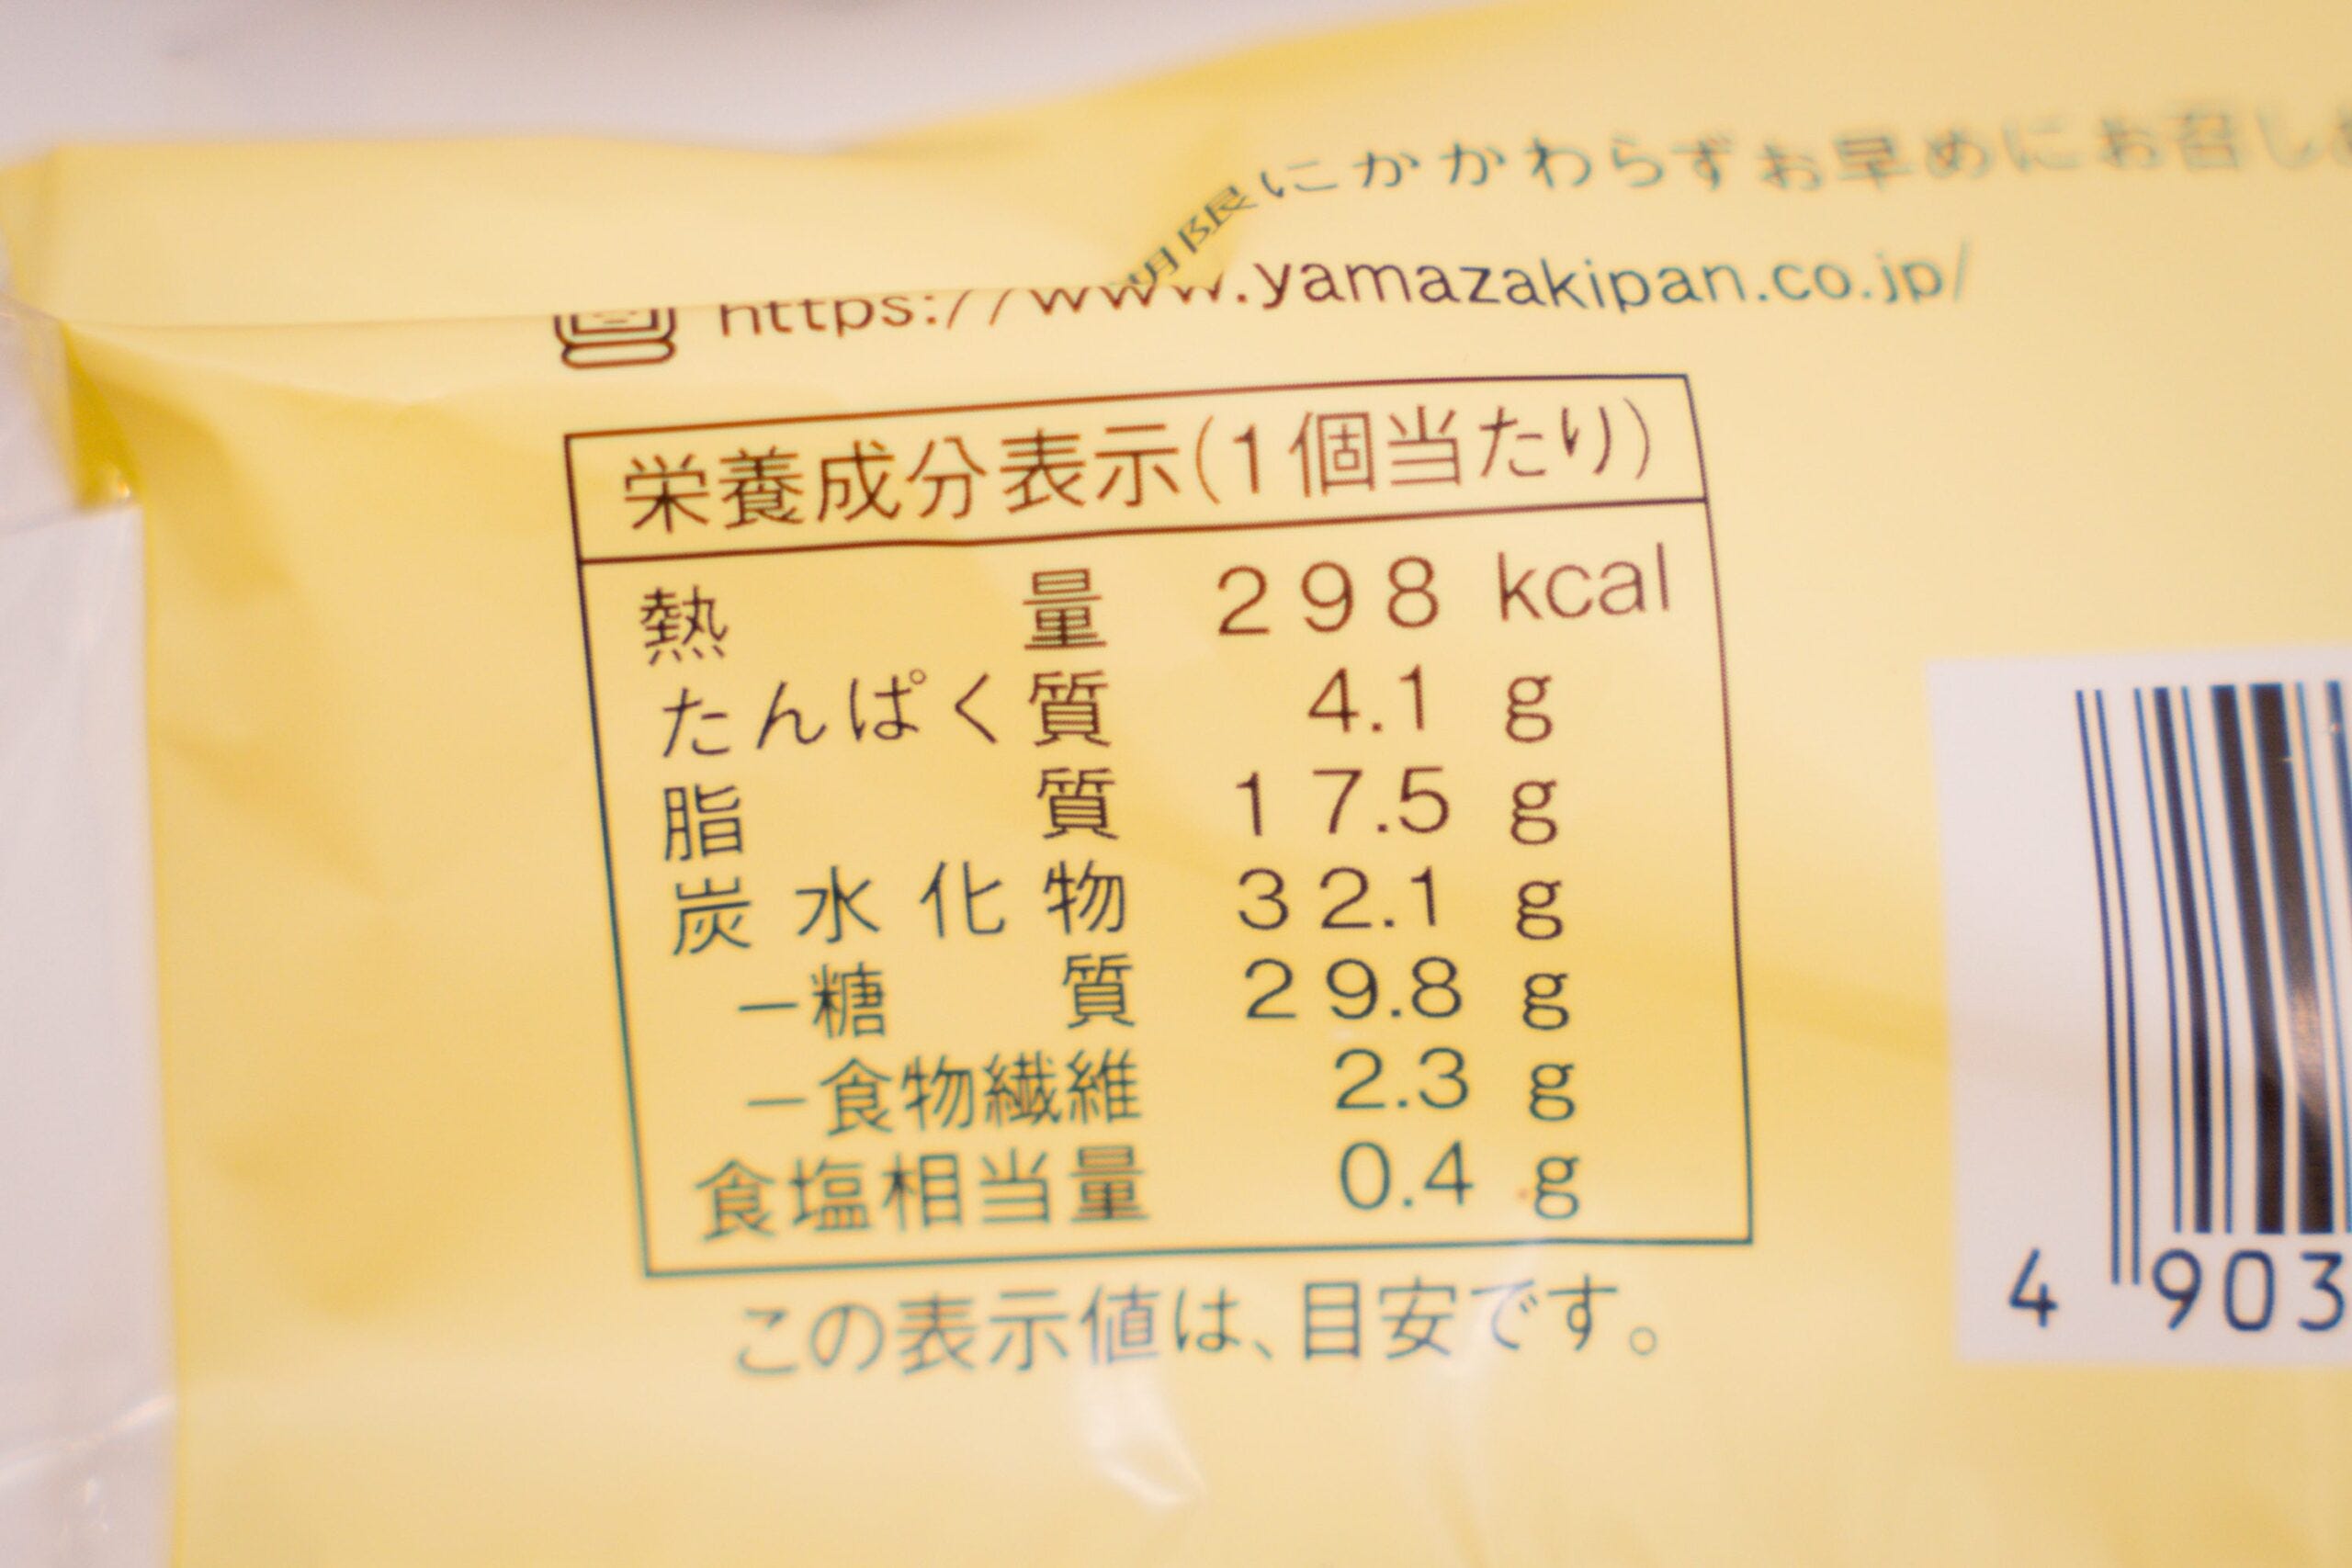 期限にかかわらずお早めにお召し
https://www.yamazakipan.co.jp/
栄養成分表示(1個当たり)
熱量 298 kcal
たんぱく質 4.1 g
脂質 17.5 g
炭水化物 32.1 g
－糖質 29.8 g
－食物繊維 2.3 g
食塩相当量 0.4 g
この表示値は、目安です。
4 903